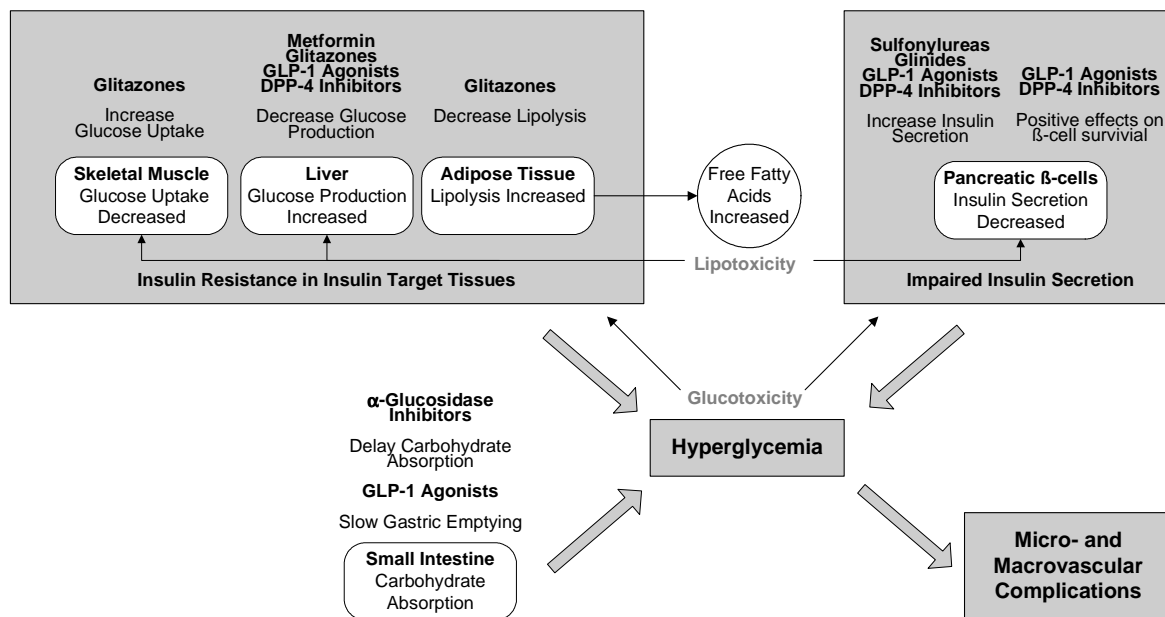 Glitazones
Increase
Glucose Uptake
Skeletal Muscle
Glucose Uptake
Decreased
Metformin
Glitazones
GLP-1 Agonists
DPP-4 Inhibitors
Decrease Glucose
Production
Liver
Glucose Production
Increased
Glitazones
Decrease Lipolysis
Adipose Tissue
Lipolysis Increased
Insulin Resistance in Insulin Target Tissues
Free Fatty
Acids
Increased
Lipotoxicity
Sulfonylureas
Glinides
GLP-1 Agonists
DPP-4 Inhibitors
Increase Insulin
Secretion
GLP-1 Agonists
DPP-4 Inhibitors
Positive effects on
ß-cell survivial
Pancreatic ß-cells
Insulin Secretion
Decreased
Impaired Insulin Secretion
Glucotoxicity
Hyperglycemia
α-Glucosidase
Inhibitors
Delay Carbohydrate
Absorption
GLP-1 Agonists
Slow Gastric Emptying
Small Intestine
Carbohydrate
Absorption
Micro- and
Macrovascular
Complications